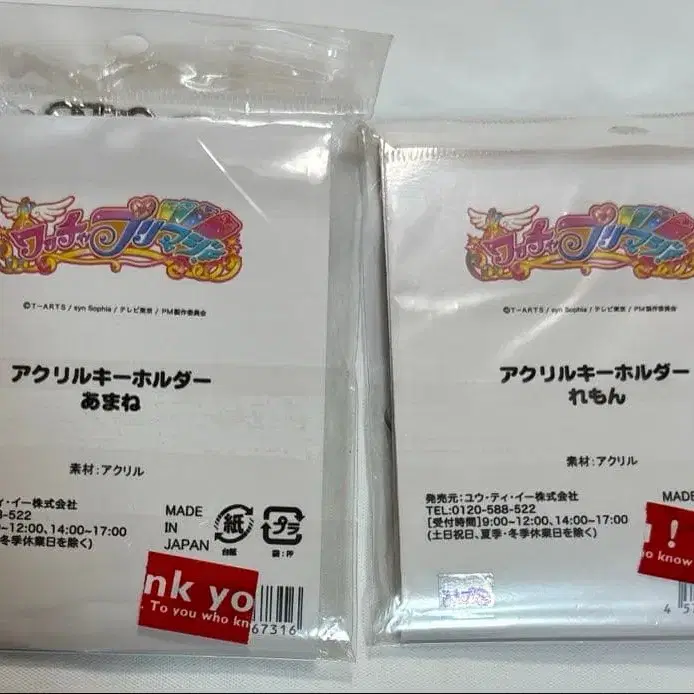 ワッチャプリマジ
©T-ARTS / syn Sophia / テレビ東京 / PM製作委員会
アクリルキーホルダー
あまね
素材:アクリル
ィ・イー株式会社
-522
~12:00、14:00~17:00
冬季休業日を除く)
MADE
IN
JAPAN
紙
台紙
プラ
袋:PP
nk yo
To you who kn
67316
ワッチャプリマジ
©T-ARTS / syn Sophia / テレビ東京 / PM製作委員会
アクリルキーホルダー
れもん
素材:アクリル
発売元:ユウ・ティ・イー株式会社
TEL:0120-588-522
[受付時間]9:00~12:00、14:00~17:00
(土日祝日、夏季・冬季休業日を除く)
MADE
!
o know
4 5